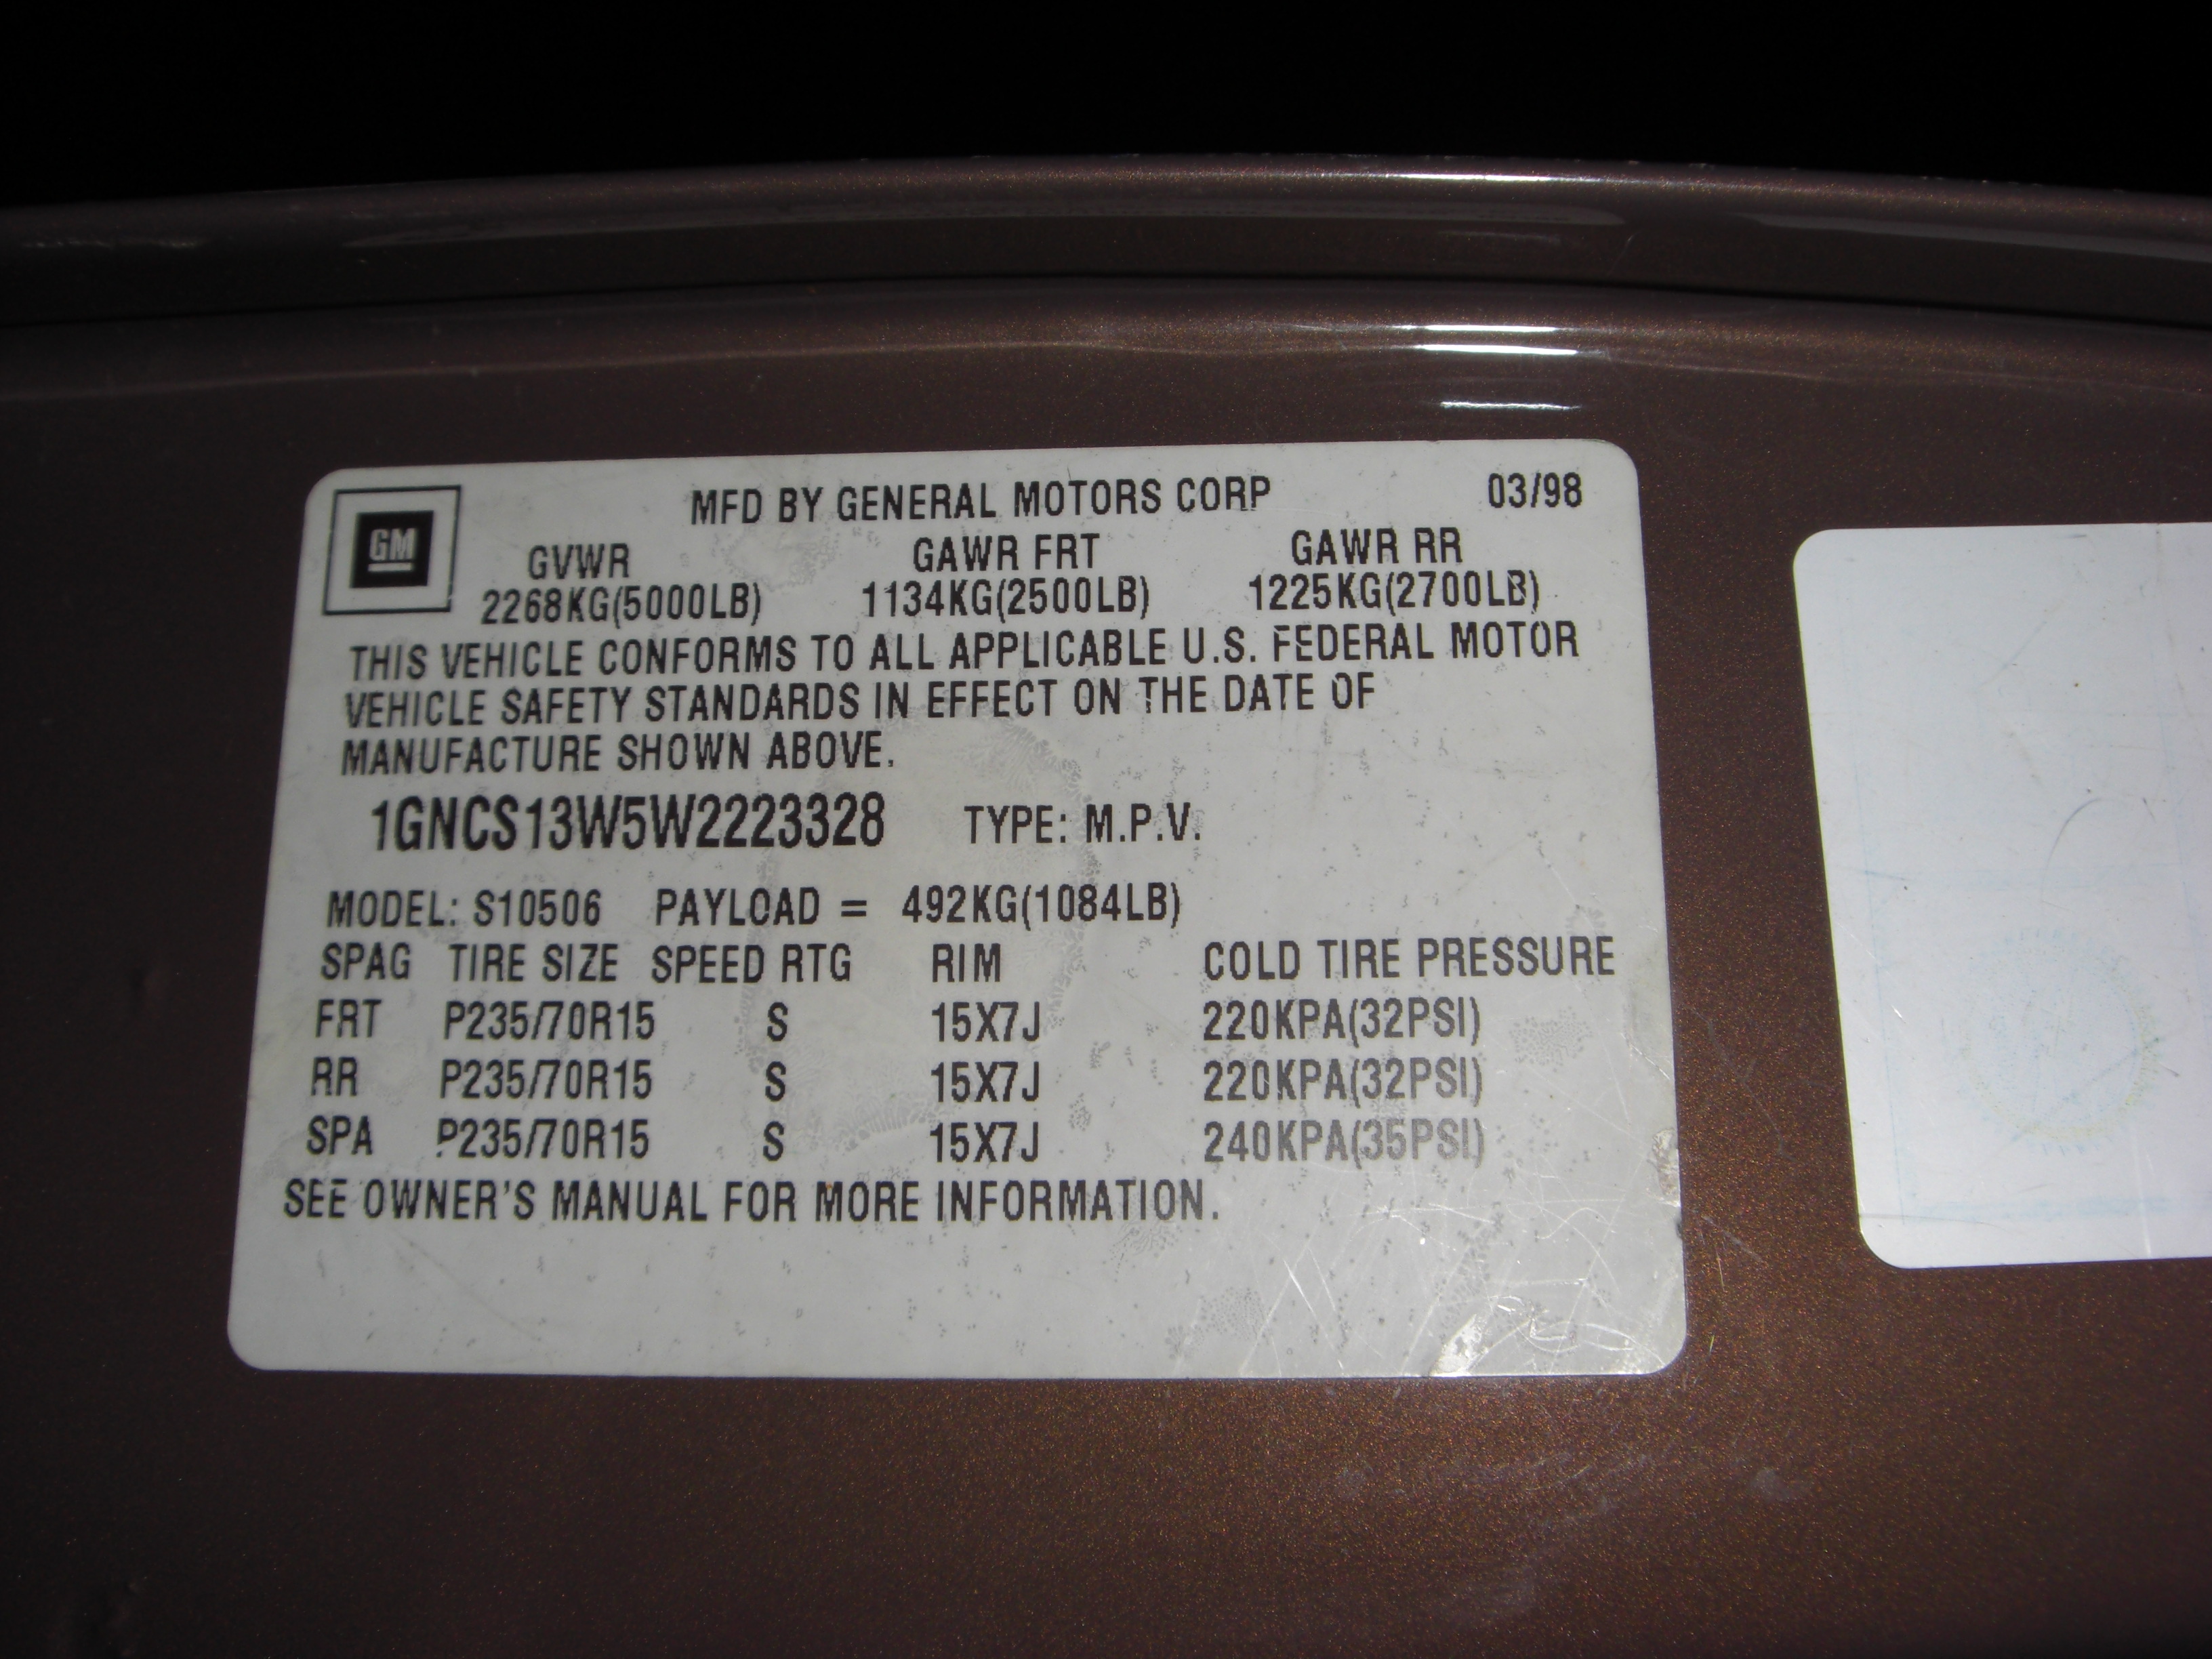 MFD BY GENERAL MOTORS CORP 03/98
GM
GVWR GAWR FRT GAWR RR
2268KG(5000LB) 1134KG(2500LB) 1225KG(2700LB)
THIS VEHICLE CONFORMS TO ALL APPLICABLE U.S. FEDERAL MOTOR
VEHICLE SAFETY STANDARDS IN EFFECT ON THE DATE OF
MANUFACTURE SHOWN ABOVE.
1GNCS13W5W2223328 TYPE: M.P.V.
MODEL: S10506 PAYLOAD = 492KG(1084LB)
SPAG TIRE SIZE SPEED RTG RIM COLD TIRE PRESSURE
FRT P235/70R15 S 15X7J 220KPA(32PSI)
RR P235/70R15 S 15X7J 220KPA(32PSI)
SPA P235/70R15 S 15X7J 240KPA(35PSI)
SEE OWNER'S MANUAL FOR MORE INFORMATION.